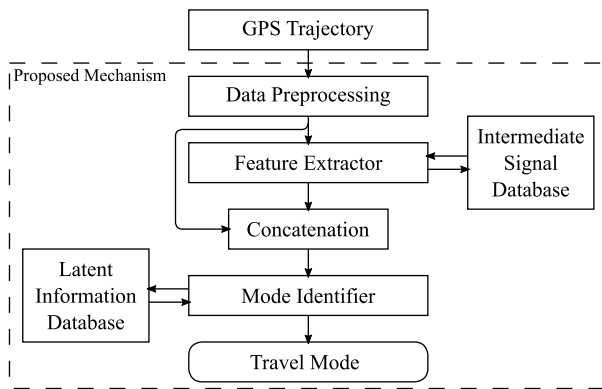 GPS Trajectory
Proposed Mechanism
Data Preprocessing
Feature Extractor
Intermediate
Signal
Database
Concatenation
Latent
Information
Database
Mode Identifier
Travel Mode